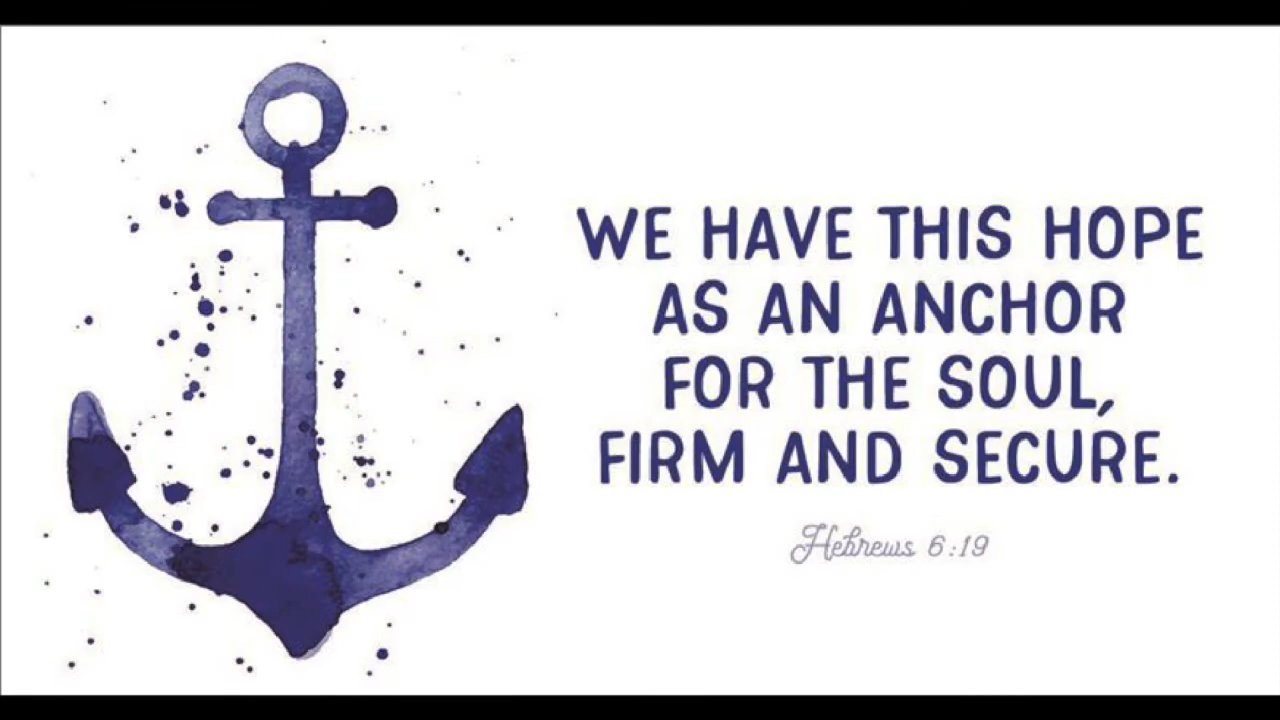 WE HAVE THIS HOPE
AS AN ANCHOR
FOR THE SOUL,
FIRM AND SECURE.
Hebrews 6:19